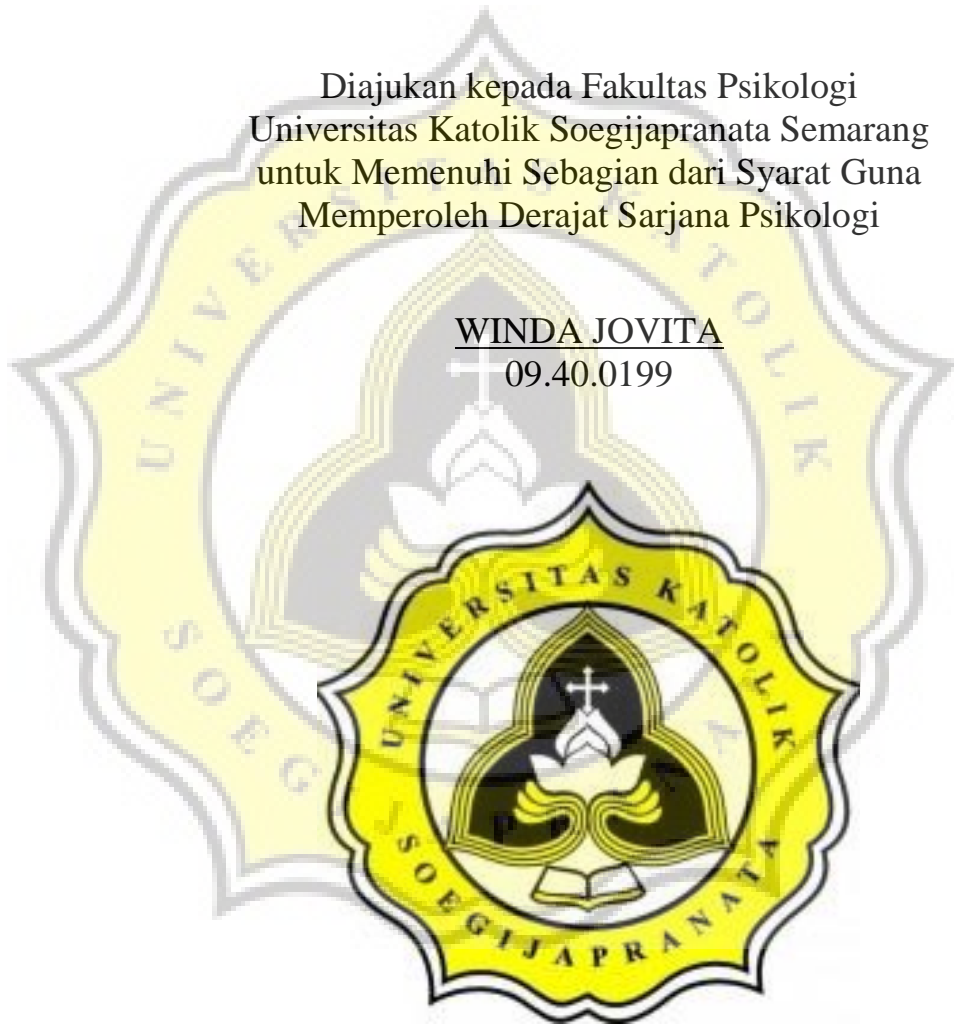 Diajukan kepada Fakultas Psikologi
Universitas Katolik Soegijapranata Semarang
untuk Memenuhi Sebagian dari Syarat Guna
Memperoleh Derajat Sarjana Psikologi
WINDA JOVITA
09.40.0199
UNIVERSITAS KATOLIK
SOEGIJAPRANATA